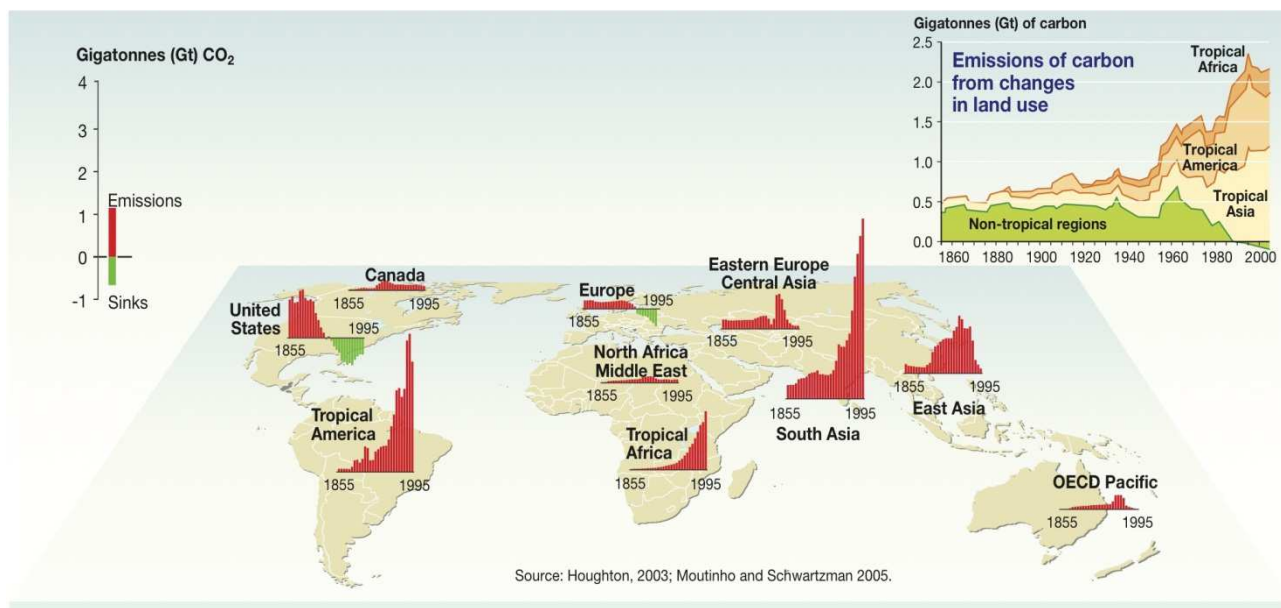 Gigatonnes (Gt) CO₂
4
3
2
1
0
-1
Emissions
Sinks
Gigatonnes (Gt) of carbon
2.5
2.0
1.5
1.0
0.5
0.0
Emissions of carbon
from changes
in land use
Tropical
Africa
Tropical
America
Tropical
Asia
Non-tropical regions
1860 1880 1900 1920 1940 1960 1980 2000
Canada
1855 1995
United
States
1855 1995
Europe
1855 1995
Eastern Europe
Central Asia
1855 1995
North Africa
Middle East
1855 1995
Tropical
America
1855 1995
Tropical
Africa
1855 1995
1855 1995
South Asia
1855 1995
East Asia
OECD Pacific
1855 1995
Source: Houghton, 2003; Moutinho and Schwartzman 2005.